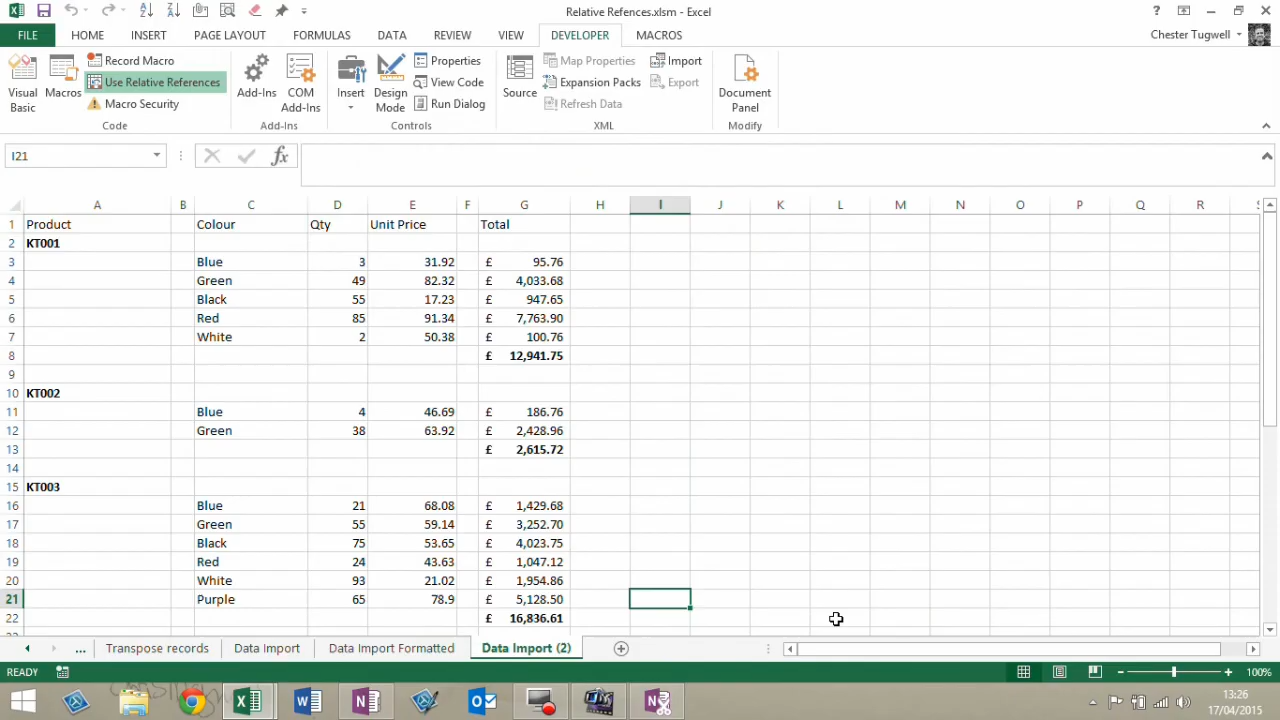 Relative Refences.xlsm - Excel
FILE HOME INSERT PAGE LAYOUT FORMULAS DATA REVIEW VIEW DEVELOPER MACROS Chester Tugwell
Visual Basic
Macros
Record Macro
Use Relative References
Macro Security
Code
Add-Ins
COM Add-Ins
Add-Ins
Insert
Design Mode
Properties
View Code
Run Dialog
Controls
Source
Map Properties
Expansion Packs
Refresh Data
Import
Export
XML
Document Panel
Modify
I21 fx
A B C D E F G H I J K L M N O P Q R
1 Product Colour Qty Unit Price Total
2 KT001
3 Blue 3 31.92 £ 95.76
4 Green 49 82.32 £ 4,033.68
5 Black 55 17.23 £ 947.65
6 Red 85 91.34 £ 7,763.90
7 White 2 50.38 £ 100.76
8 £ 12,941.75
9
10 KT002
11 Blue 4 46.69 £ 186.76
12 Green 38 63.92 £ 2,428.96
13 £ 2,615.72
14
15 KT003
16 Blue 21 68.08 £ 1,429.68
17 Green 55 59.14 £ 3,252.70
18 Black 75 53.65 £ 4,023.75
19 Red 24 43.63 £ 1,047.12
20 White 93 21.02 £ 1,954.86
21 Purple 65 78.9 £ 5,128.50
22 £ 16,836.61
... Transpose records Data Import Data Import Formatted Data Import (2)
READY 100%
13:26
17/04/2015